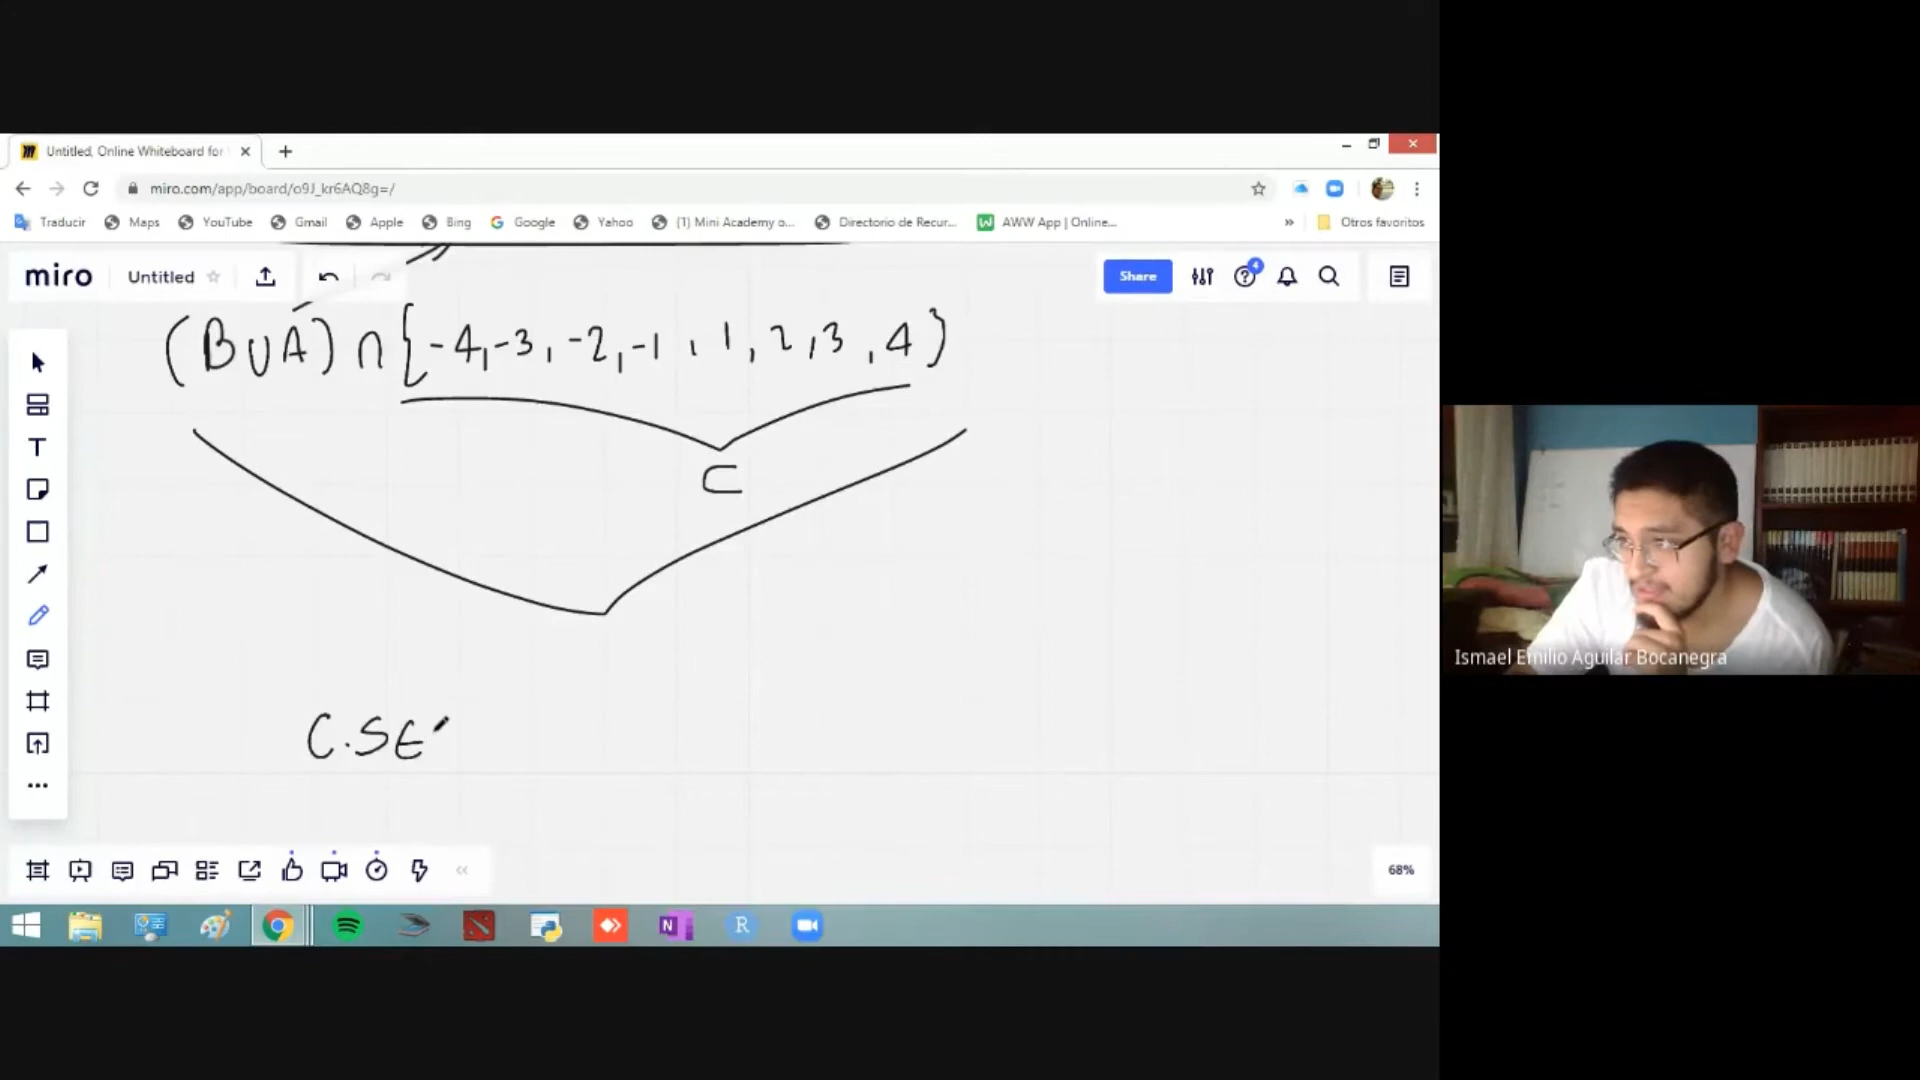 Untitled, Online Whiteboard for
miro.com/app/board/o9J_kr6AQ8g=/
Traducir Maps YouTube Gmail Apple Bing Google Yahoo (1) Mini Academy o... Directorio de Recur... AWW App | Online... » Otros favoritos
miro Untitled Share 4
(B∪A) ∩ {-4,-3, -2,-1 , 1, 2,3 ,4}
C
Ismael Emilio Aguilar Bocanegra
C.SE
68%
N R